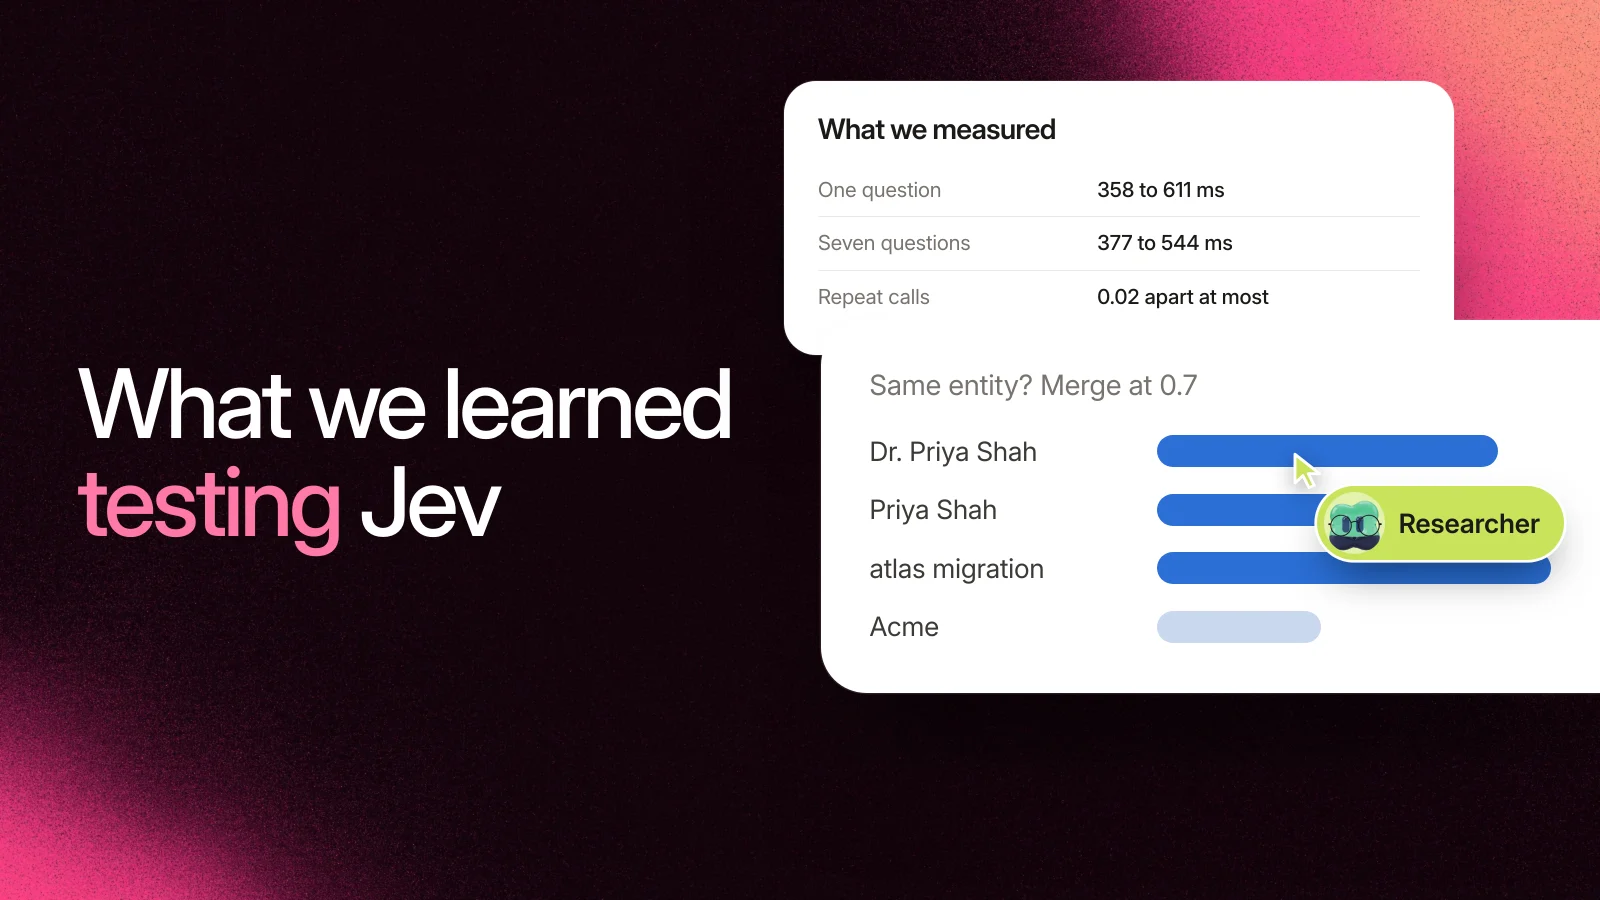 What we learned
testing Jev
What we measured
One question 358 to 611 ms
Seven questions 377 to 544 ms
Repeat calls 0.02 apart at most
Same entity? Merge at 0.7
Dr. Priya Shah
Priya Shah
Researcher
atlas migration
Acme